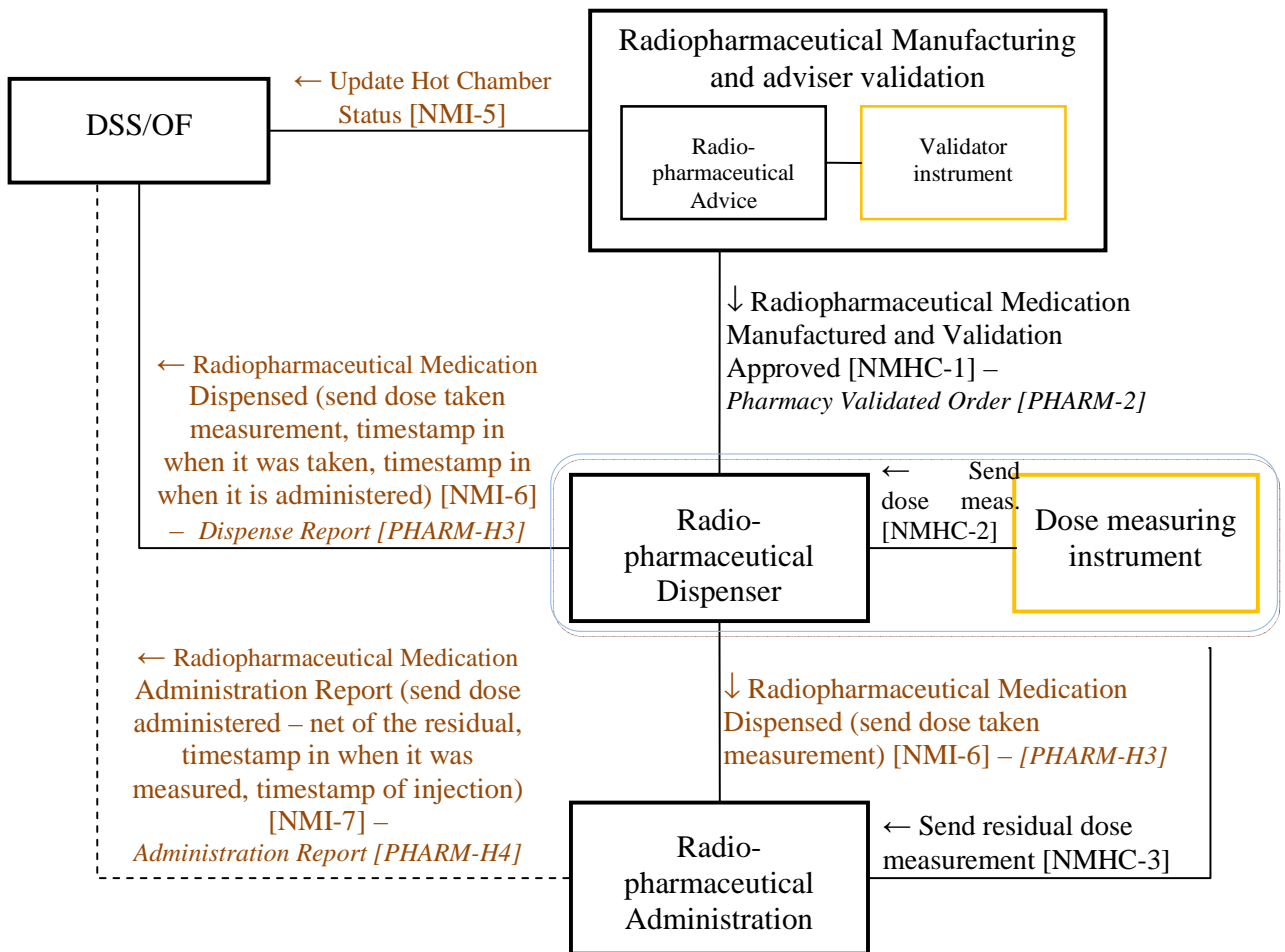 Radiopharmaceutical Manufacturing
and adviser validation
← Update Hot Chamber
Status [NMI-5]
DSS/OF
Radio-
pharmaceutical
Advice
Validator
instrument
↓ Radiopharmaceutical Medication
Manufactured and Validation
Approved [NMHC-1] –
Pharmacy Validated Order [PHARM-2]
← Radiopharmaceutical Medication
Dispensed (send dose taken
measurement, timestamp in
when it was taken, timestamp in
when it is administered) [NMI-6]
– Dispense Report [PHARM-H3]
Radio-
pharmaceutical
Dispenser
← Send
dose meas.
[NMHC-2]
Dose measuring
instrument
← Radiopharmaceutical Medication
Administration Report (send dose
administered – net of the residual,
timestamp in when it was
measured, timestamp of injection)
[NMI-7] –
Administration Report [PHARM-H4]
↓ Radiopharmaceutical Medication
Dispensed (send dose taken
measurement) [NMI-6] – [PHARM-H3]
Radio-
pharmaceutical
Administration
← Send residual dose
measurement [NMHC-3]